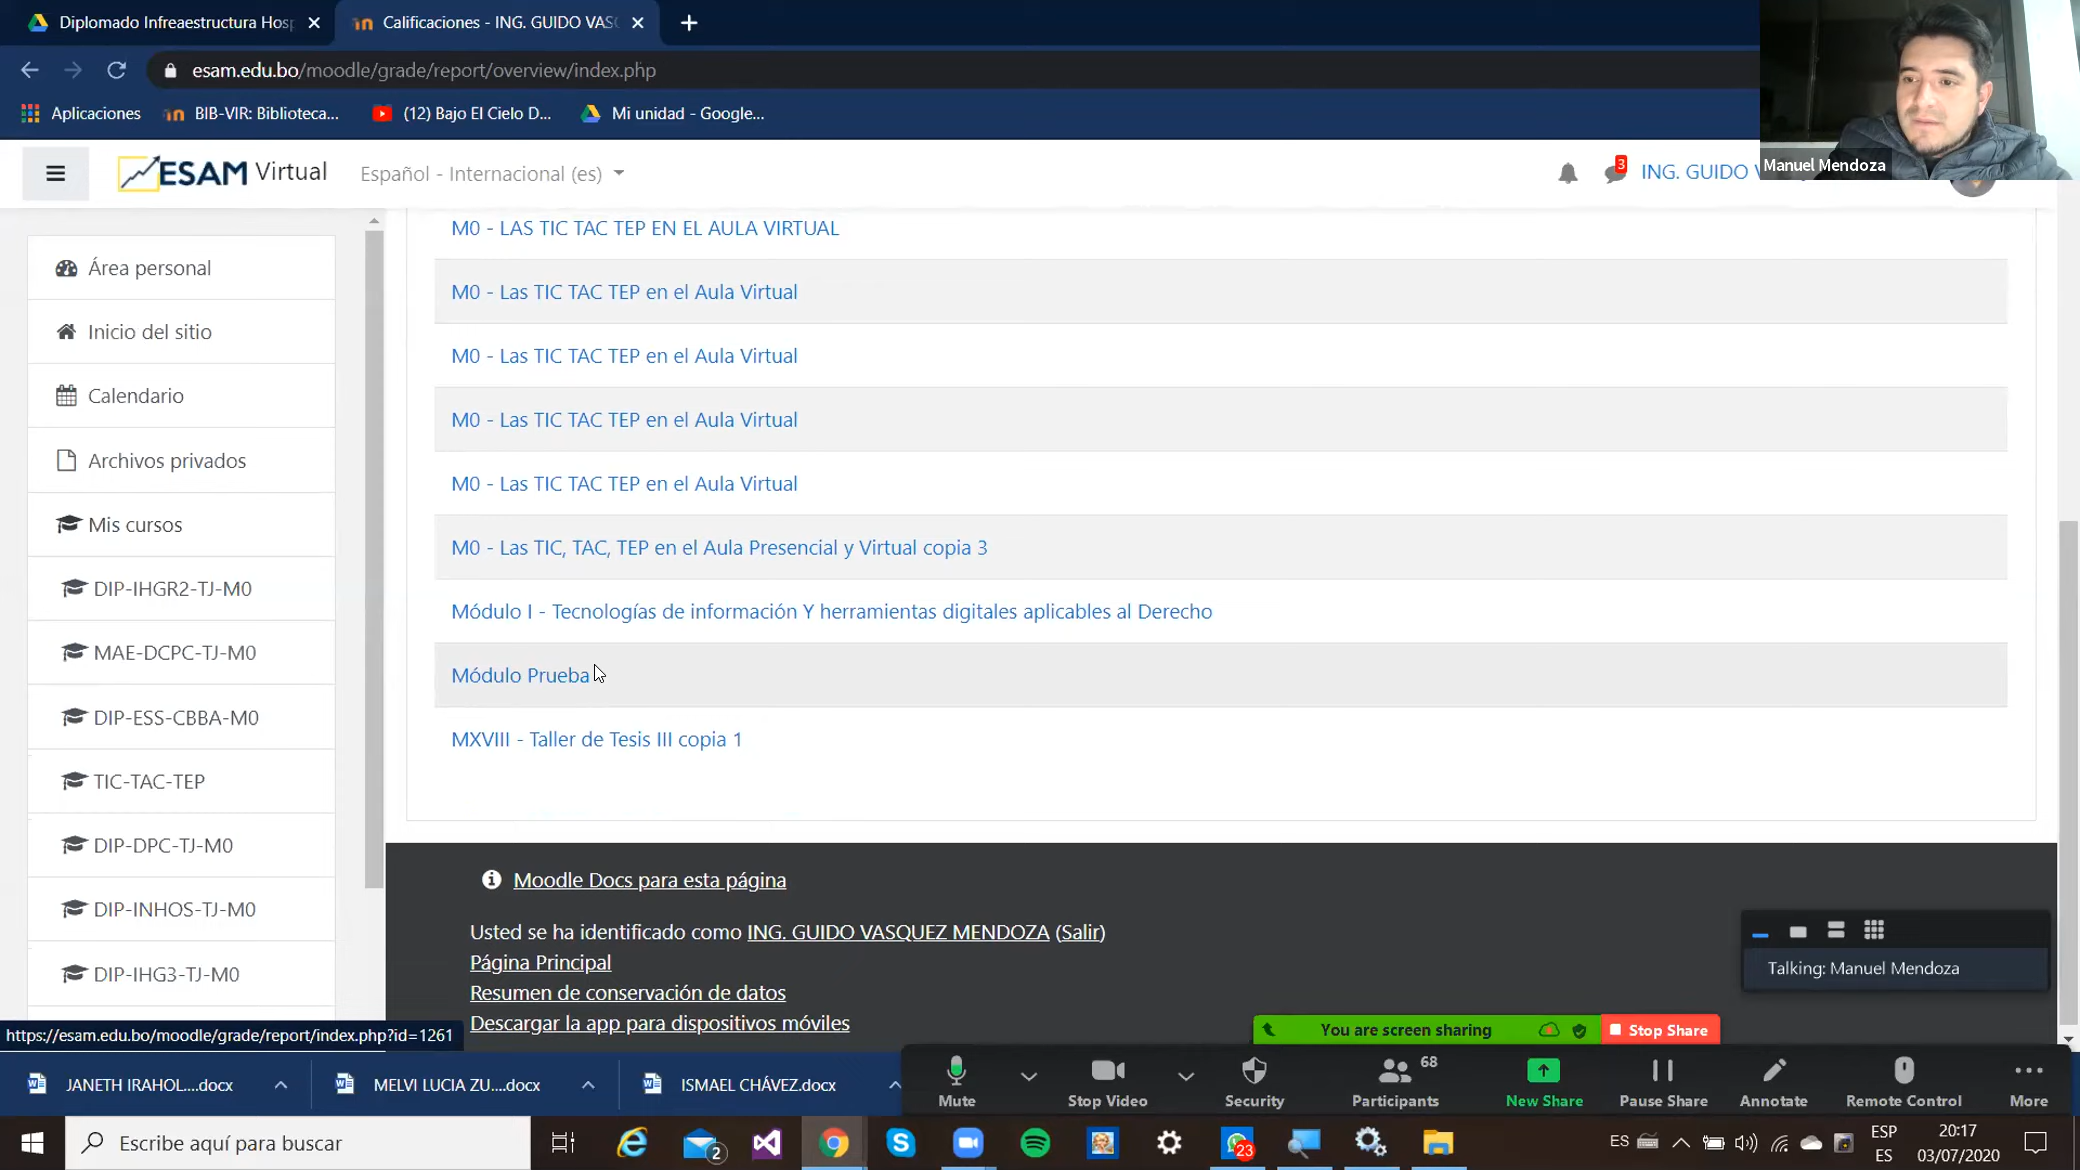 Diplomado Infraestructura Hosp
Calificaciones - ING. GUIDO VAS
esam.edu.bo/moodle/grade/report/overview/index.php
Aplicaciones
BIB-VIR: Biblioteca...
(12) Bajo El Cielo D...
Mi unidad - Google...
Manuel Mendoza
ESAM Virtual
Español - Internacional (es)
3
ING. GUIDO V
Área personal
Inicio del sitio
Calendario
Archivos privados
Mis cursos
DIP-IHGR2-TJ-M0
MAE-DCPC-TJ-M0
DIP-ESS-CBBA-M0
TIC-TAC-TEP
DIP-DPC-TJ-M0
DIP-INHOS-TJ-M0
DIP-IHG3-TJ-M0
M0 - LAS TIC TAC TEP EN EL AULA VIRTUAL
M0 - Las TIC TAC TEP en el Aula Virtual
M0 - Las TIC TAC TEP en el Aula Virtual
M0 - Las TIC TAC TEP en el Aula Virtual
M0 - Las TIC TAC TEP en el Aula Virtual
M0 - Las TIC, TAC, TEP en el Aula Presencial y Virtual copia 3
Módulo I - Tecnologías de información Y herramientas digitales aplicables al Derecho
Módulo Prueba
MXVIII - Taller de Tesis III copia 1
Moodle Docs para esta página
Usted se ha identificado como ING. GUIDO VASQUEZ MENDOZA (Salir)
Página Principal
Resumen de conservación de datos
Descargar la app para dispositivos móviles
Talking: Manuel Mendoza
https://esam.edu.bo/moodle/grade/report/index.php?id=1261
You are screen sharing
Stop Share
JANETH IRAHOL....docx
MELVI LUCIA ZU....docx
ISMAEL CHÁVEZ.docx
68
Mute
Stop Video
Security
Participants
New Share
Pause Share
Annotate
Remote Control
More
Escribe aquí para buscar
2
23
ES
ESP
ES
20:17
03/07/2020